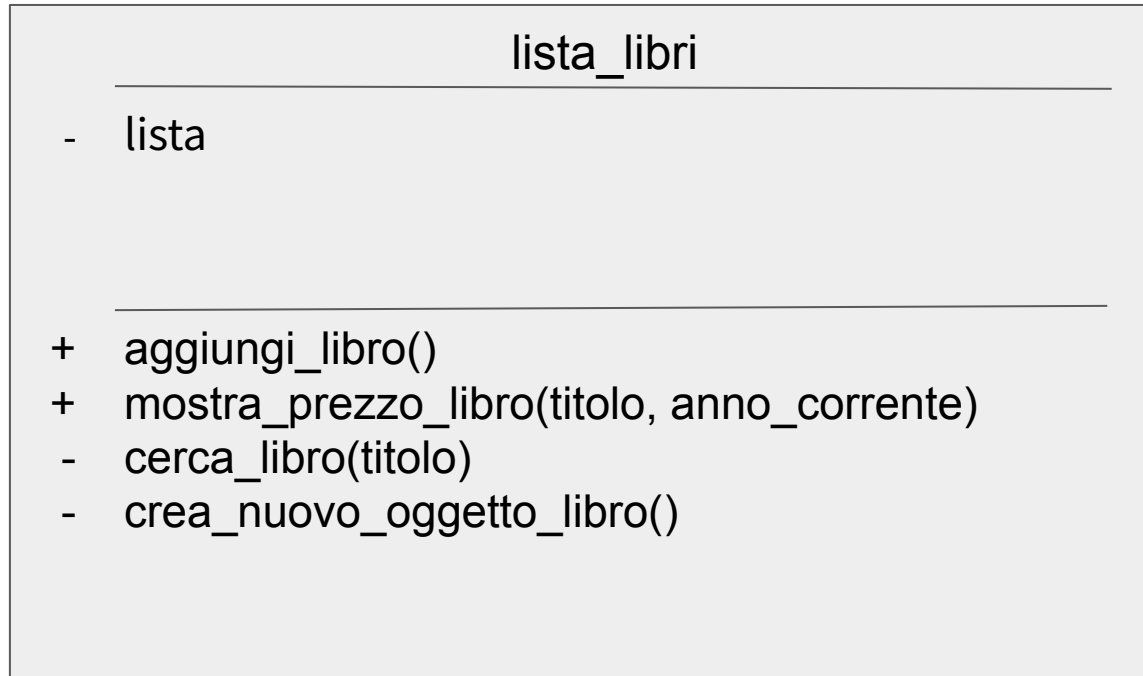 lista_libri
- lista
+ aggiungi_libro()
+ mostra_prezzo_libro(titolo, anno_corrente)
- cerca_libro(titolo)
- crea_nuovo_oggetto_libro()